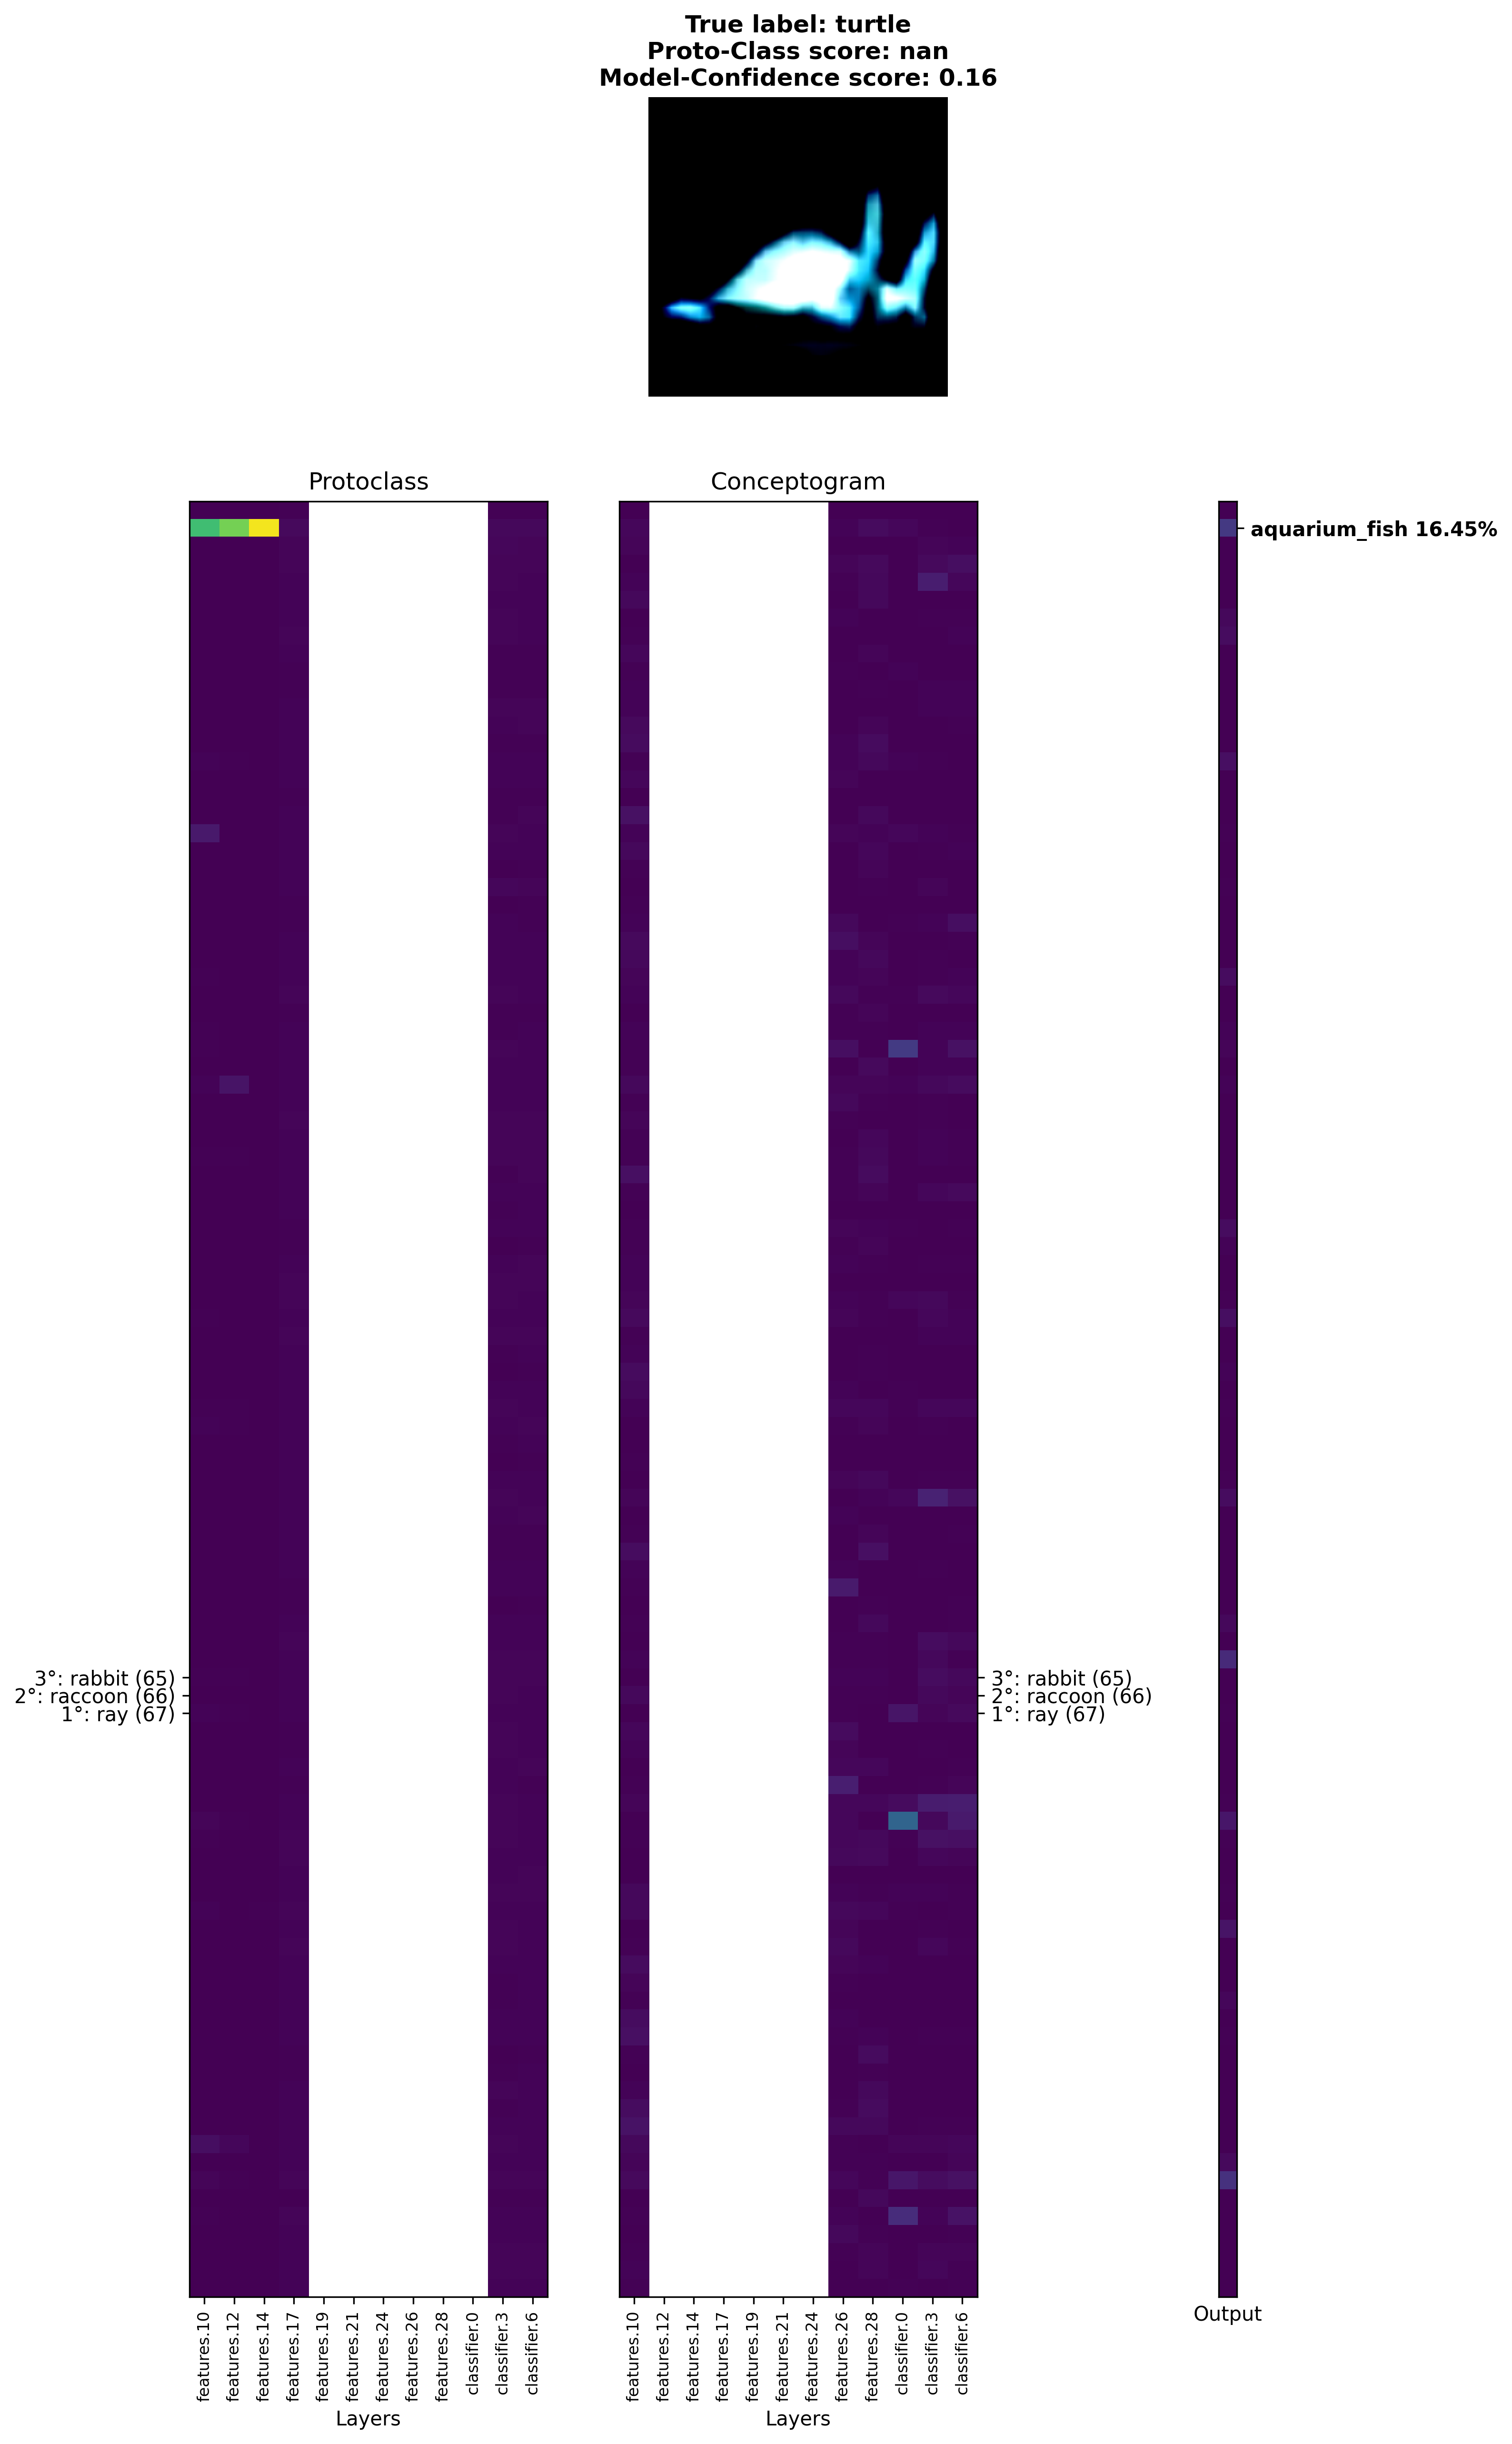 True label: turtle
Proto-Class score: nan
Model-Confidence score: 0.16
Protoclass
Conceptogram
aquarium_fish 16.45%
3°: rabbit (65)
2°: raccoon (66)
1°: ray (67)
3°: rabbit (65)
2°: raccoon (66)
1°: ray (67)
features.10
features.12
features.14
features.17
features.19
features.21
features.24
features.26
features.28
classifier.0
classifier.3
classifier.6
Layers
features.10
features.12
features.14
features.17
features.19
features.21
features.24
features.26
features.28
classifier.0
classifier.3
classifier.6
Layers
Output